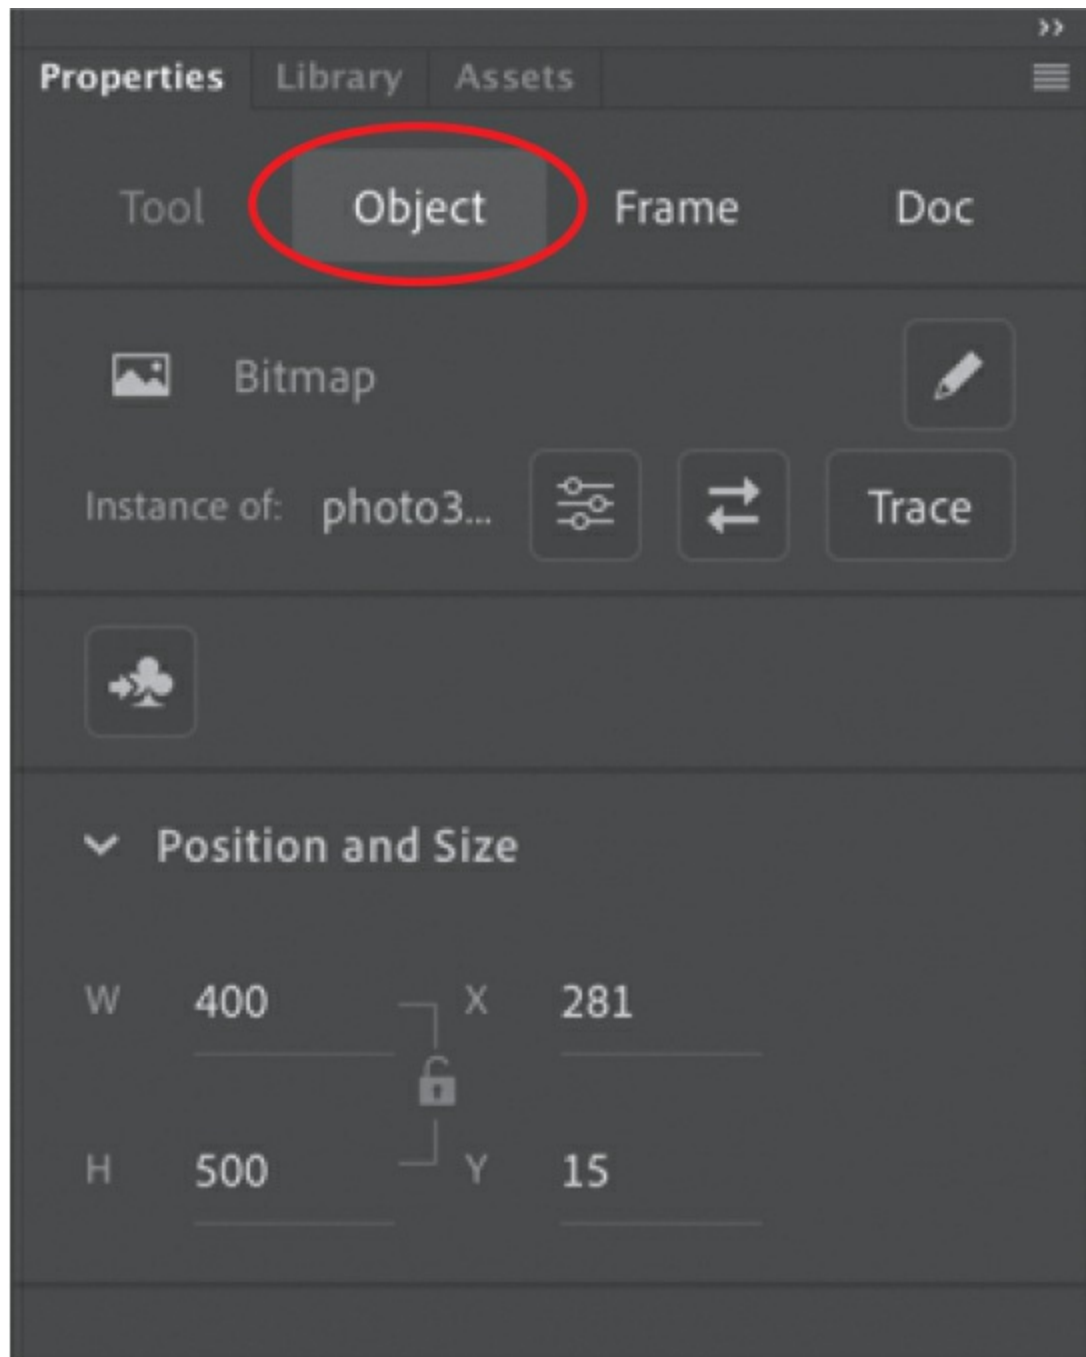 Properties Library Assets
Tool Object Frame Doc
Bitmap
Instance of: photo3... Trace
Position and Size
W 400 X 281
H 500 Y 15